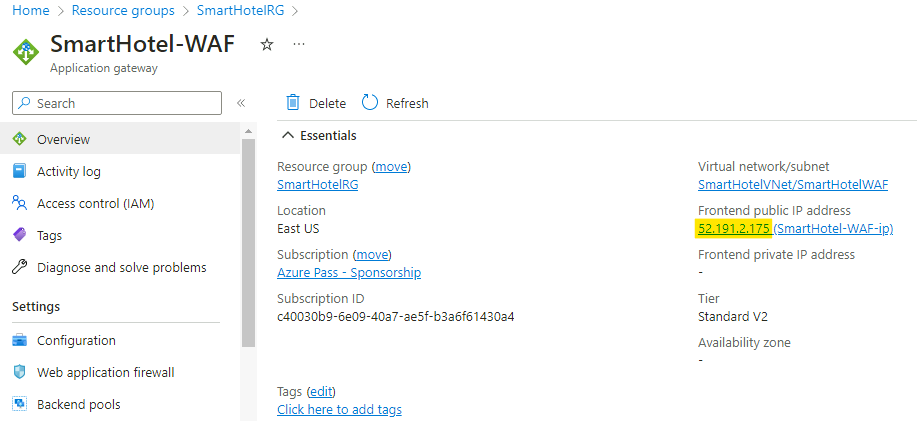 Home > Resource groups > SmartHotelRG >
SmartHotel-WAF
Application gateway
Search
Overview
Activity log
Access control (IAM)
Tags
Diagnose and solve problems
Settings
Configuration
Web application firewall
Backend pools
Delete Refresh
Essentials
Resource group (move)
SmartHotelRG
Location
East US
Subscription (move)
Azure Pass - Sponsorship
Subscription ID
c40030b9-6e09-40a7-ae5f-b3a6f61430a4
Virtual network/subnet
SmartHotelVNet/SmartHotelWAF
Frontend public IP address
52.191.2.175 (SmartHotel-WAF-ip)
Frontend private IP address
-
Tier
Standard V2
Availability zone
-
Tags (edit)
Click here to add tags